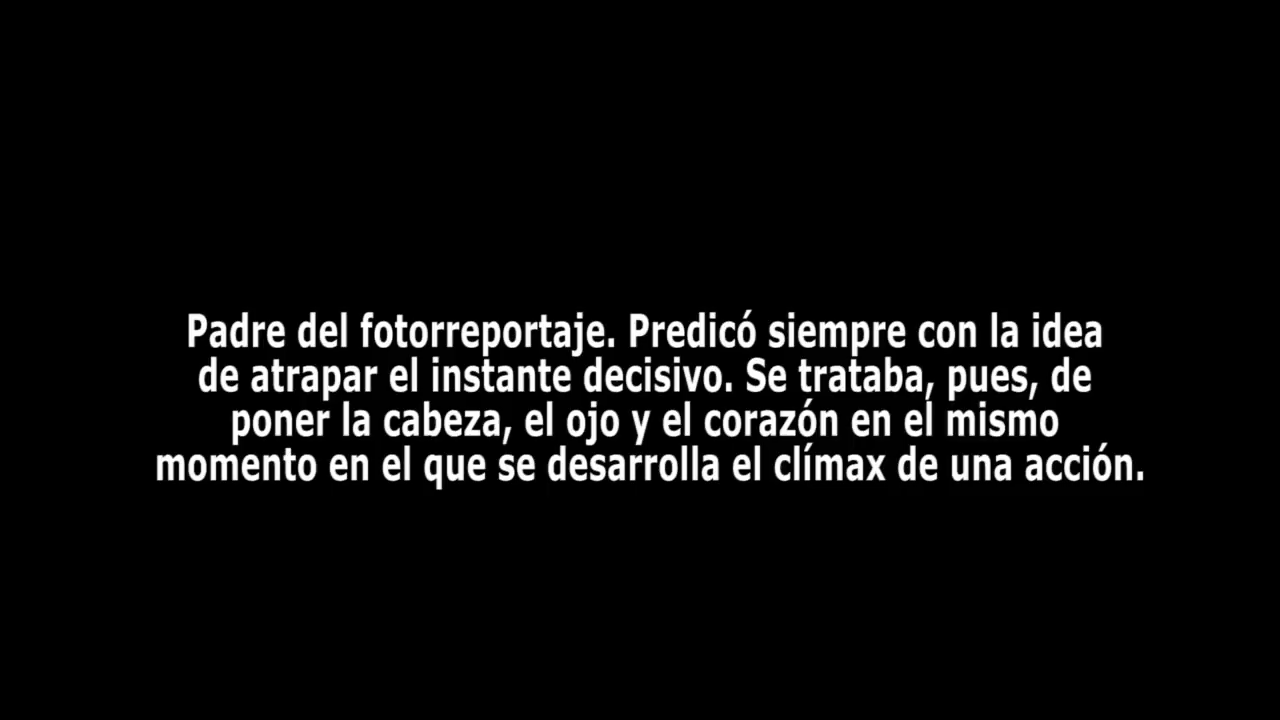 Padre del fotorreportaje. Predicó siempre con la idea
de atrapar el instante decisivo. Se trataba, pues, de
poner la cabeza, el ojo y el corazón en el mismo
momento en el que se desarrolla el clímax de una acción.